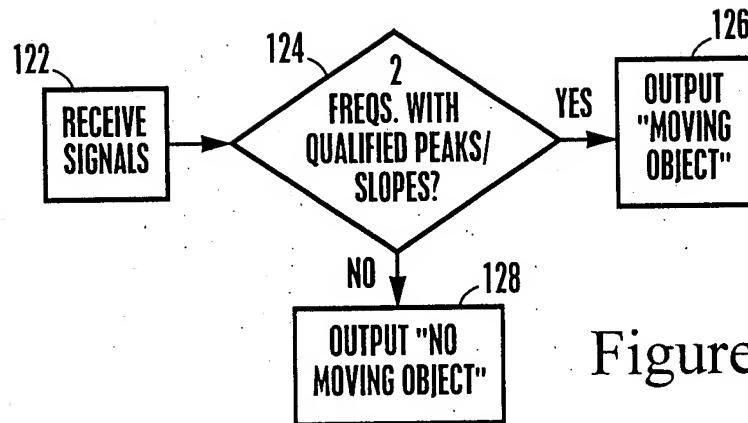 122
RECEIVE
SIGNALS
124
2
FREQS. WITH
QUALIFIED PEAKS/
SLOPES?
YES
126
OUTPUT
"MOVING
OBJECT"
NO
128
OUTPUT "NO
MOVING OBJECT"
Figure